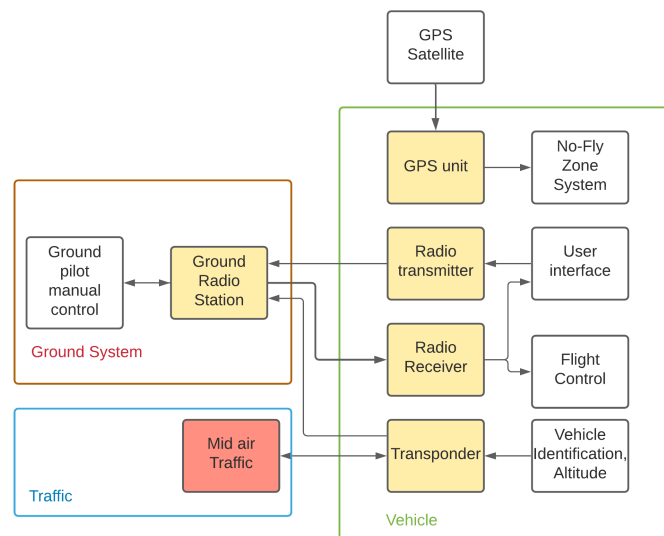 GPS
Satellite
GPS unit
No-Fly
Zone
System
Ground
pilot
manual
control
Ground
Radio
Station
Radio
transmitter
User
interface
Ground System
Radio
Receiver
Flight
Control
Mid air
Traffic
Transponder
Vehicle
Identification,
Altitude
Traffic
Vehicle